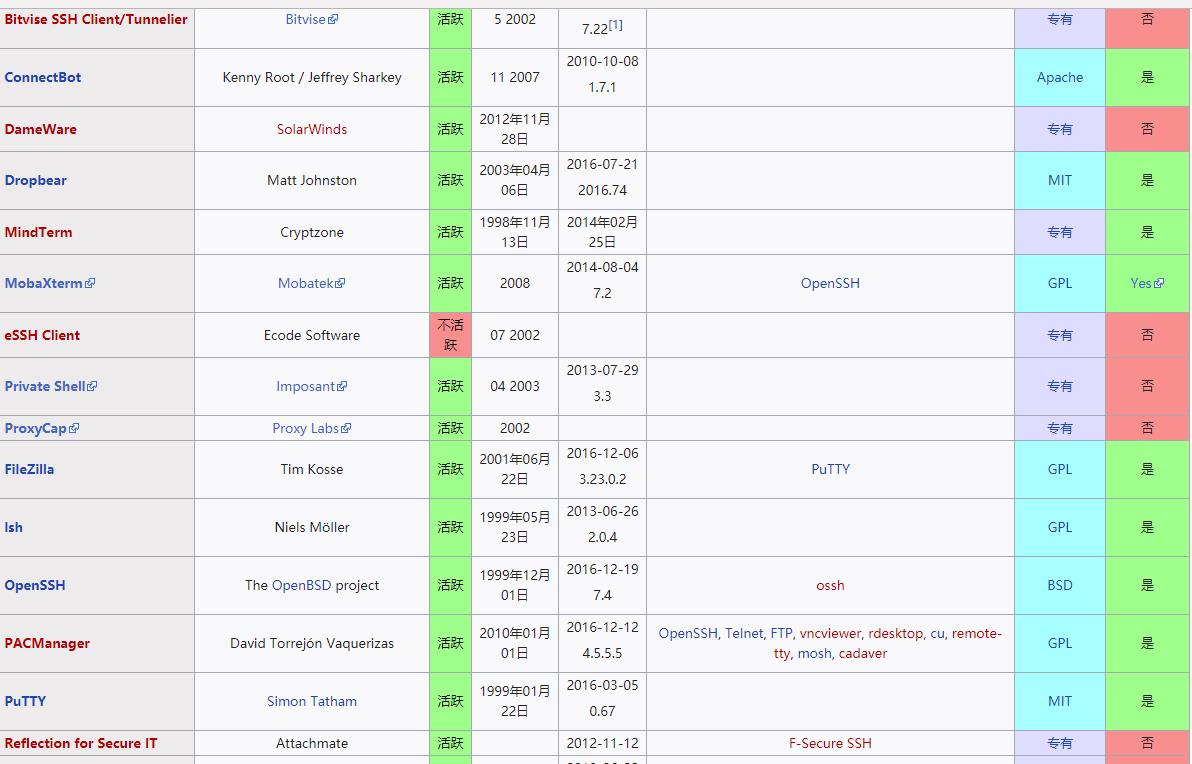 Bitvise SSH Client/Tunnelier Bitvise 活跃 5 2002 7.22[1] 专有 否
ConnectBot Kenny Root / Jeffrey Sharkey 活跃 11 2007 2010-10-08 1.7.1 Apache 是
DameWare SolarWinds 活跃 2012年11月28日 专有 否
Dropbear Matt Johnston 活跃 2003年04月06日 2016-07-21 2016.74 MIT 是
MindTerm Cryptzone 活跃 1998年11月13日 2014年02月25日 专有 是
MobaXterm Mobatek 活跃 2008 2014-08-04 7.2 OpenSSH GPL Yes
eSSH Client Ecode Software 不活跃 07 2002 专有 否
Private Shell Imposant 活跃 04 2003 2013-07-29 3.3 专有 否
ProxyCap Proxy Labs 活跃 2002 专有 否
FileZilla Tim Kosse 活跃 2001年06月22日 2016-12-06 3.23.0.2 PuTTY GPL 是
lsh Niels Möller 活跃 1999年05月23日 2013-06-26 2.0.4 GPL 是
OpenSSH The OpenBSD project 活跃 1999年12月01日 2016-12-19 7.4 ossh BSD 是
PACManager David Torrejón Vaquerizas 活跃 2010年01月01日 2016-12-12 4.5.5.5 OpenSSH, Telnet, FTP, vncviewer, rdesktop, cu, remote-tty, mosh, cadaver GPL 是
PuTTY Simon Tatham 活跃 1999年01月22日 2016-03-05 0.67 MIT 是
Reflection for Secure IT Attachmate 活跃 2012-11-12 F-Secure SSH 专有 否